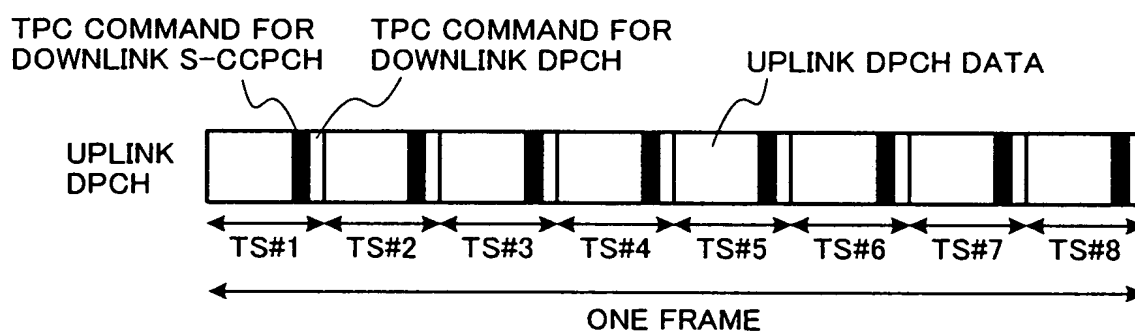 TPC COMMAND FOR
DOWNLINK S-CCPCH
TPC COMMAND FOR
DOWNLINK DPCH
UPLINK DPCH DATA
UPLINK
DPCH
TS#1 TS#2 TS#3 TS#4 TS#5 TS#6 TS#7 TS#8
ONE FRAME